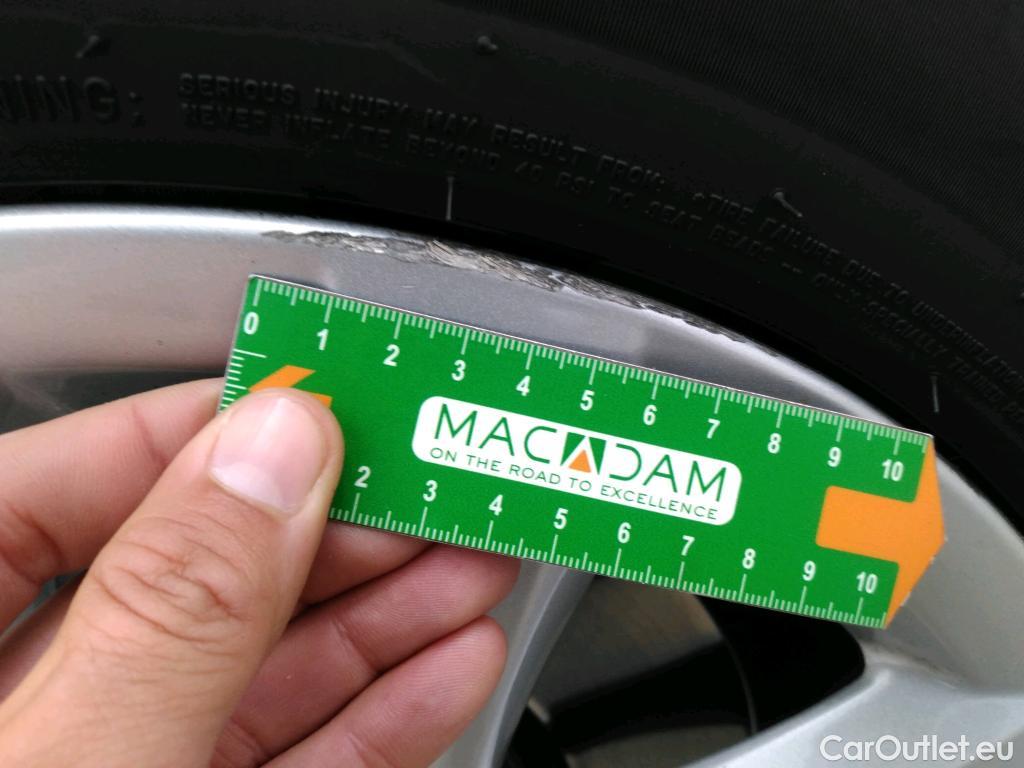 NING: SERIOUS INJURY MAY RESULT FROM: •TIRE FAILURE DUE TO UNDERINFLATION
NEVER INFLATE BEYOND 40 PSI TO SEAT BEADS – ONLY SPECIALLY TRAINED
0 1 2 3 4 5 6 7 8 9 10
MACADAM
ON THE ROAD TO EXCELLENCE
2 3 4 5 6 7 8 9 10
CarOutlet.eu